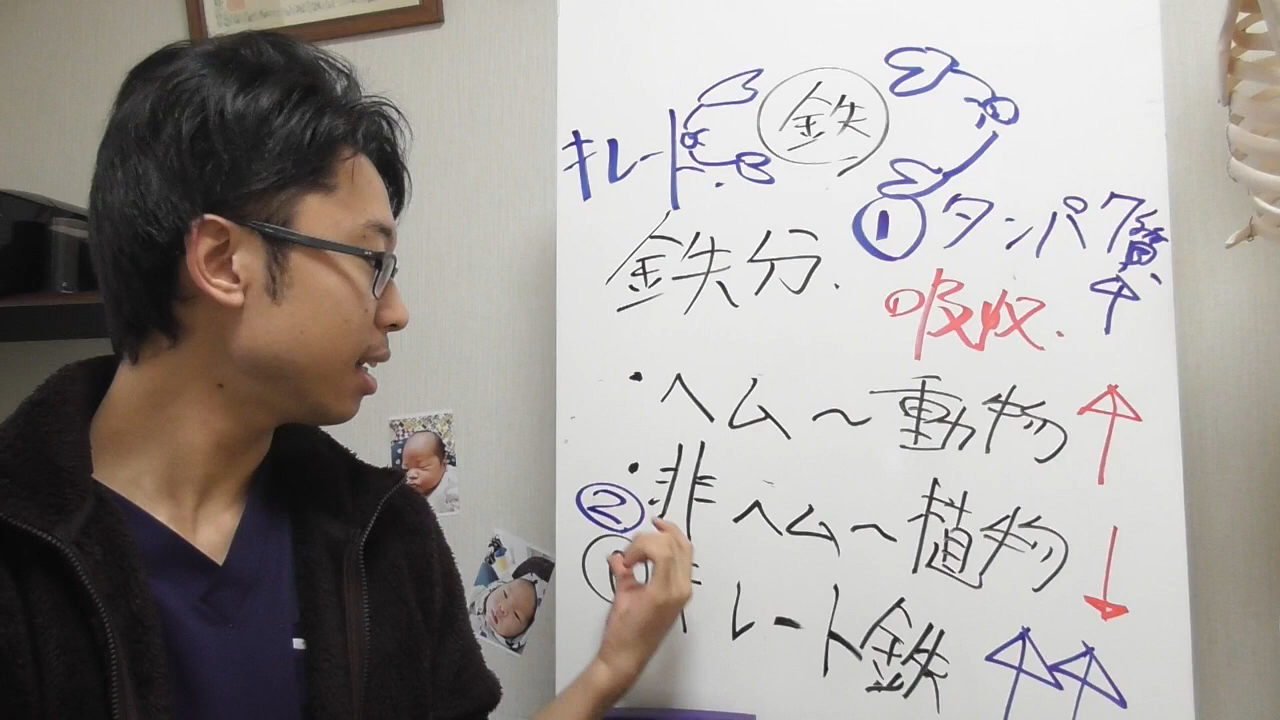 キレート
鉄
①タンパク質↑
鉄分.
吸収.
・ヘム〜動物↑
・非ヘム〜植物↓
②
キレート鉄↑↑